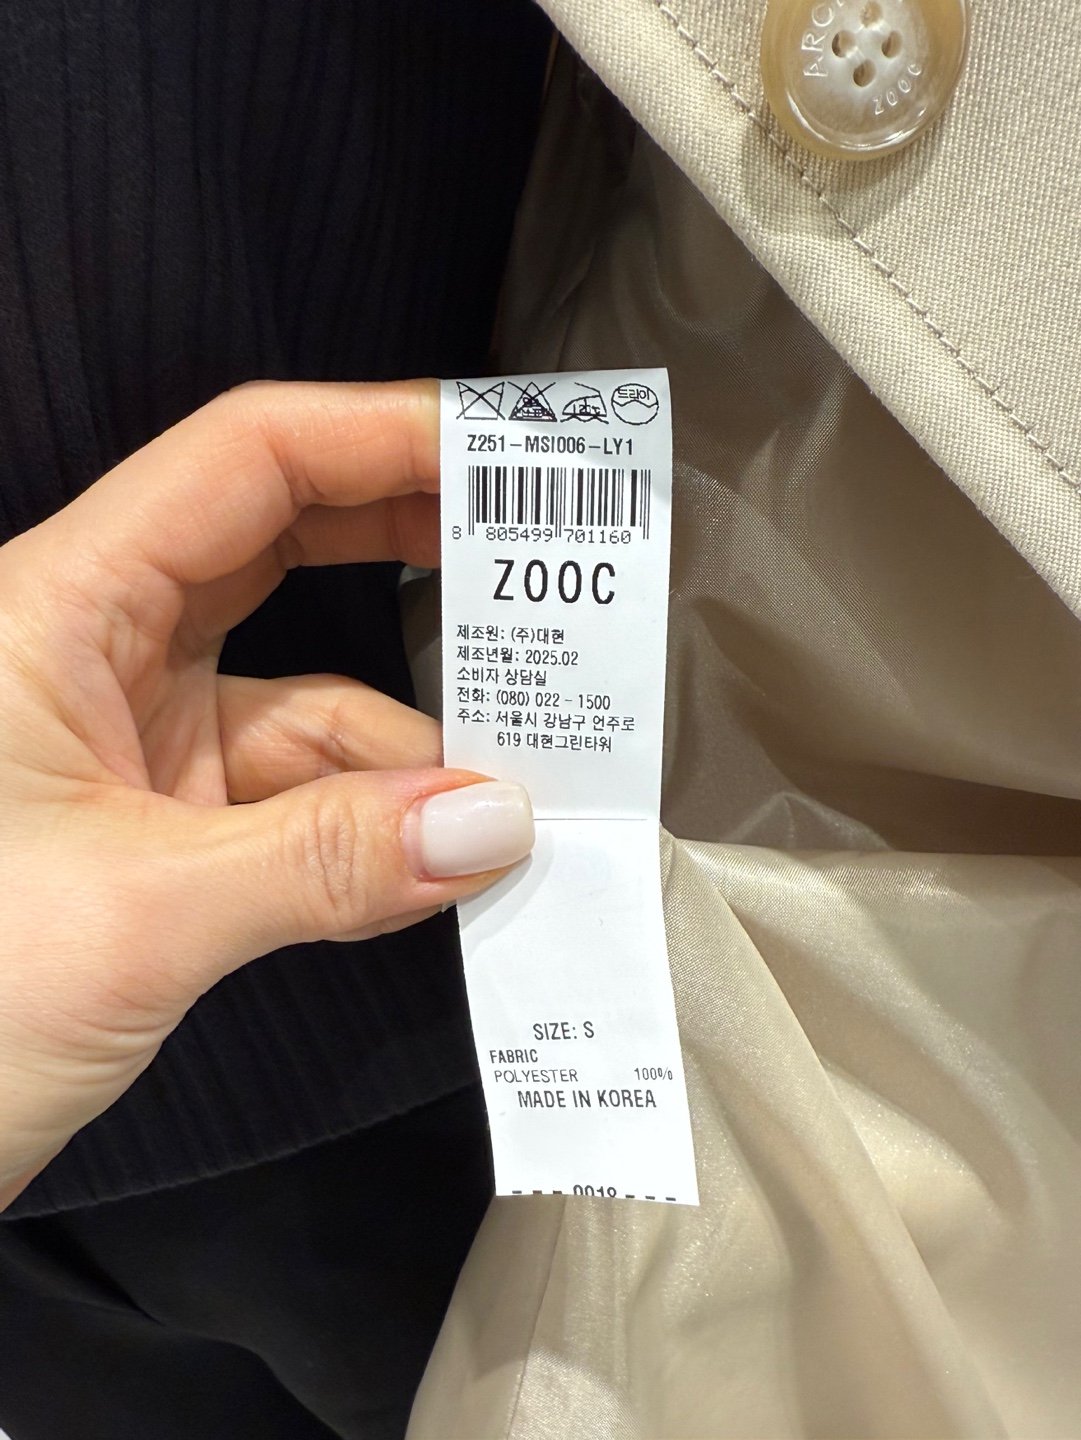 ZOOC
드라이
Z251-MSI006-LY1
8 805499 701160
ZOOC
제조원: (주)대현
제조년월: 2025.02
소비자 상담실
전화: (080) 022-1500
주소: 서울시 강남구 언주로
619 대현그린타워
SIZE: S
FABRIC
POLYESTER 100%
MADE IN KOREA